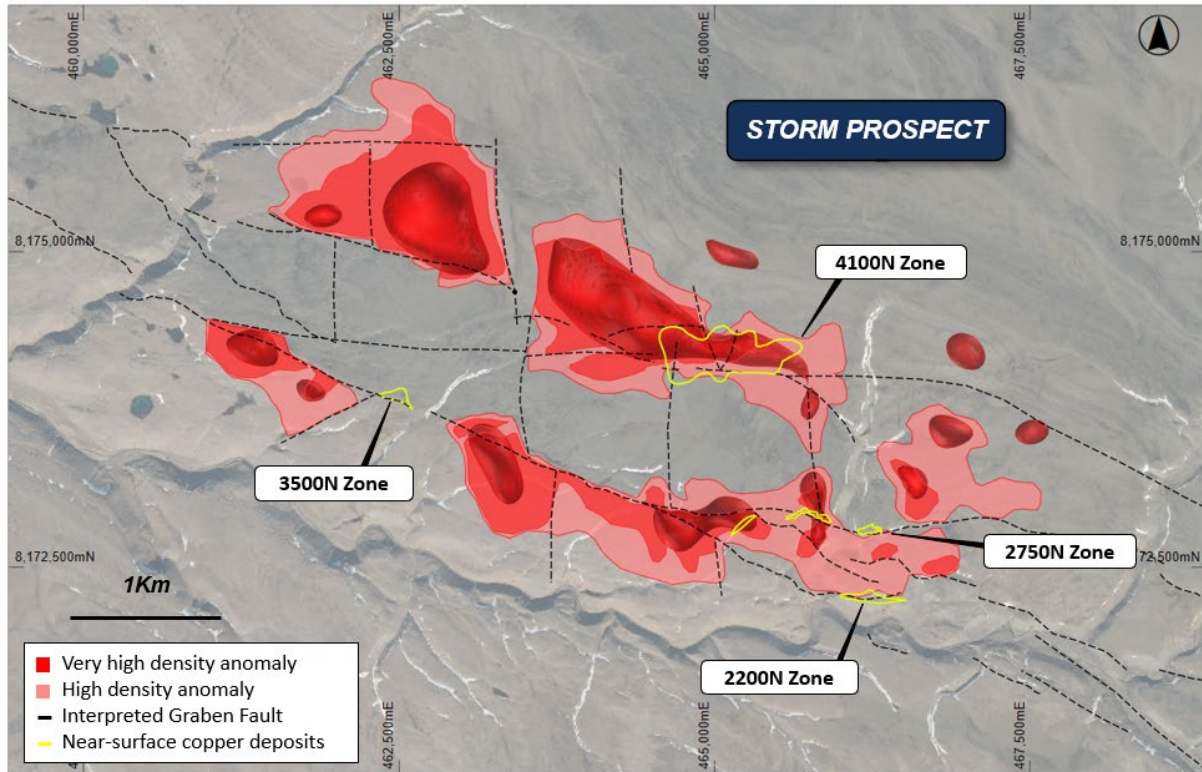 460,000mE
462,500mE
465,000mE
467,500mE
STORM PROSPECT
8,175,000mN
8,175,000mN
4100N Zone
3500N Zone
2750N Zone
8,172,500mN
72,500mN
1Km
2200N Zone
Very high density anomaly
High density anomaly
Interpreted Graben Fault
Near-surface copper deposits
460,000mE
462,500mE
465,000mE
467,500mE